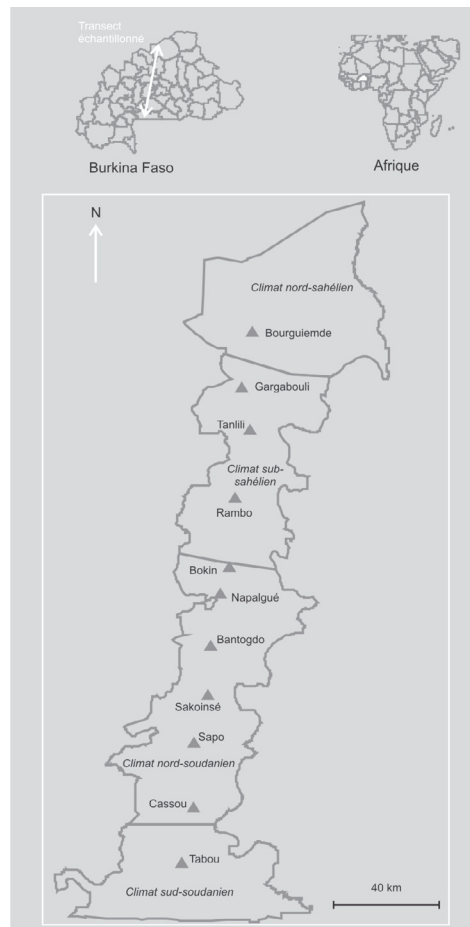 Transect
échantillonné
Burkina Faso
Afrique
N
Climat nord-sahélien
Bourguiemde
Gargabouli
Tanlili
Climat sub-
sahélien
Rambo
Bokin
Napalgué
Bantogdo
Sakoinsé
Sapo
Climat nord-soudanien
Cassou
Tabou
Climat sud-soudanien
40 km